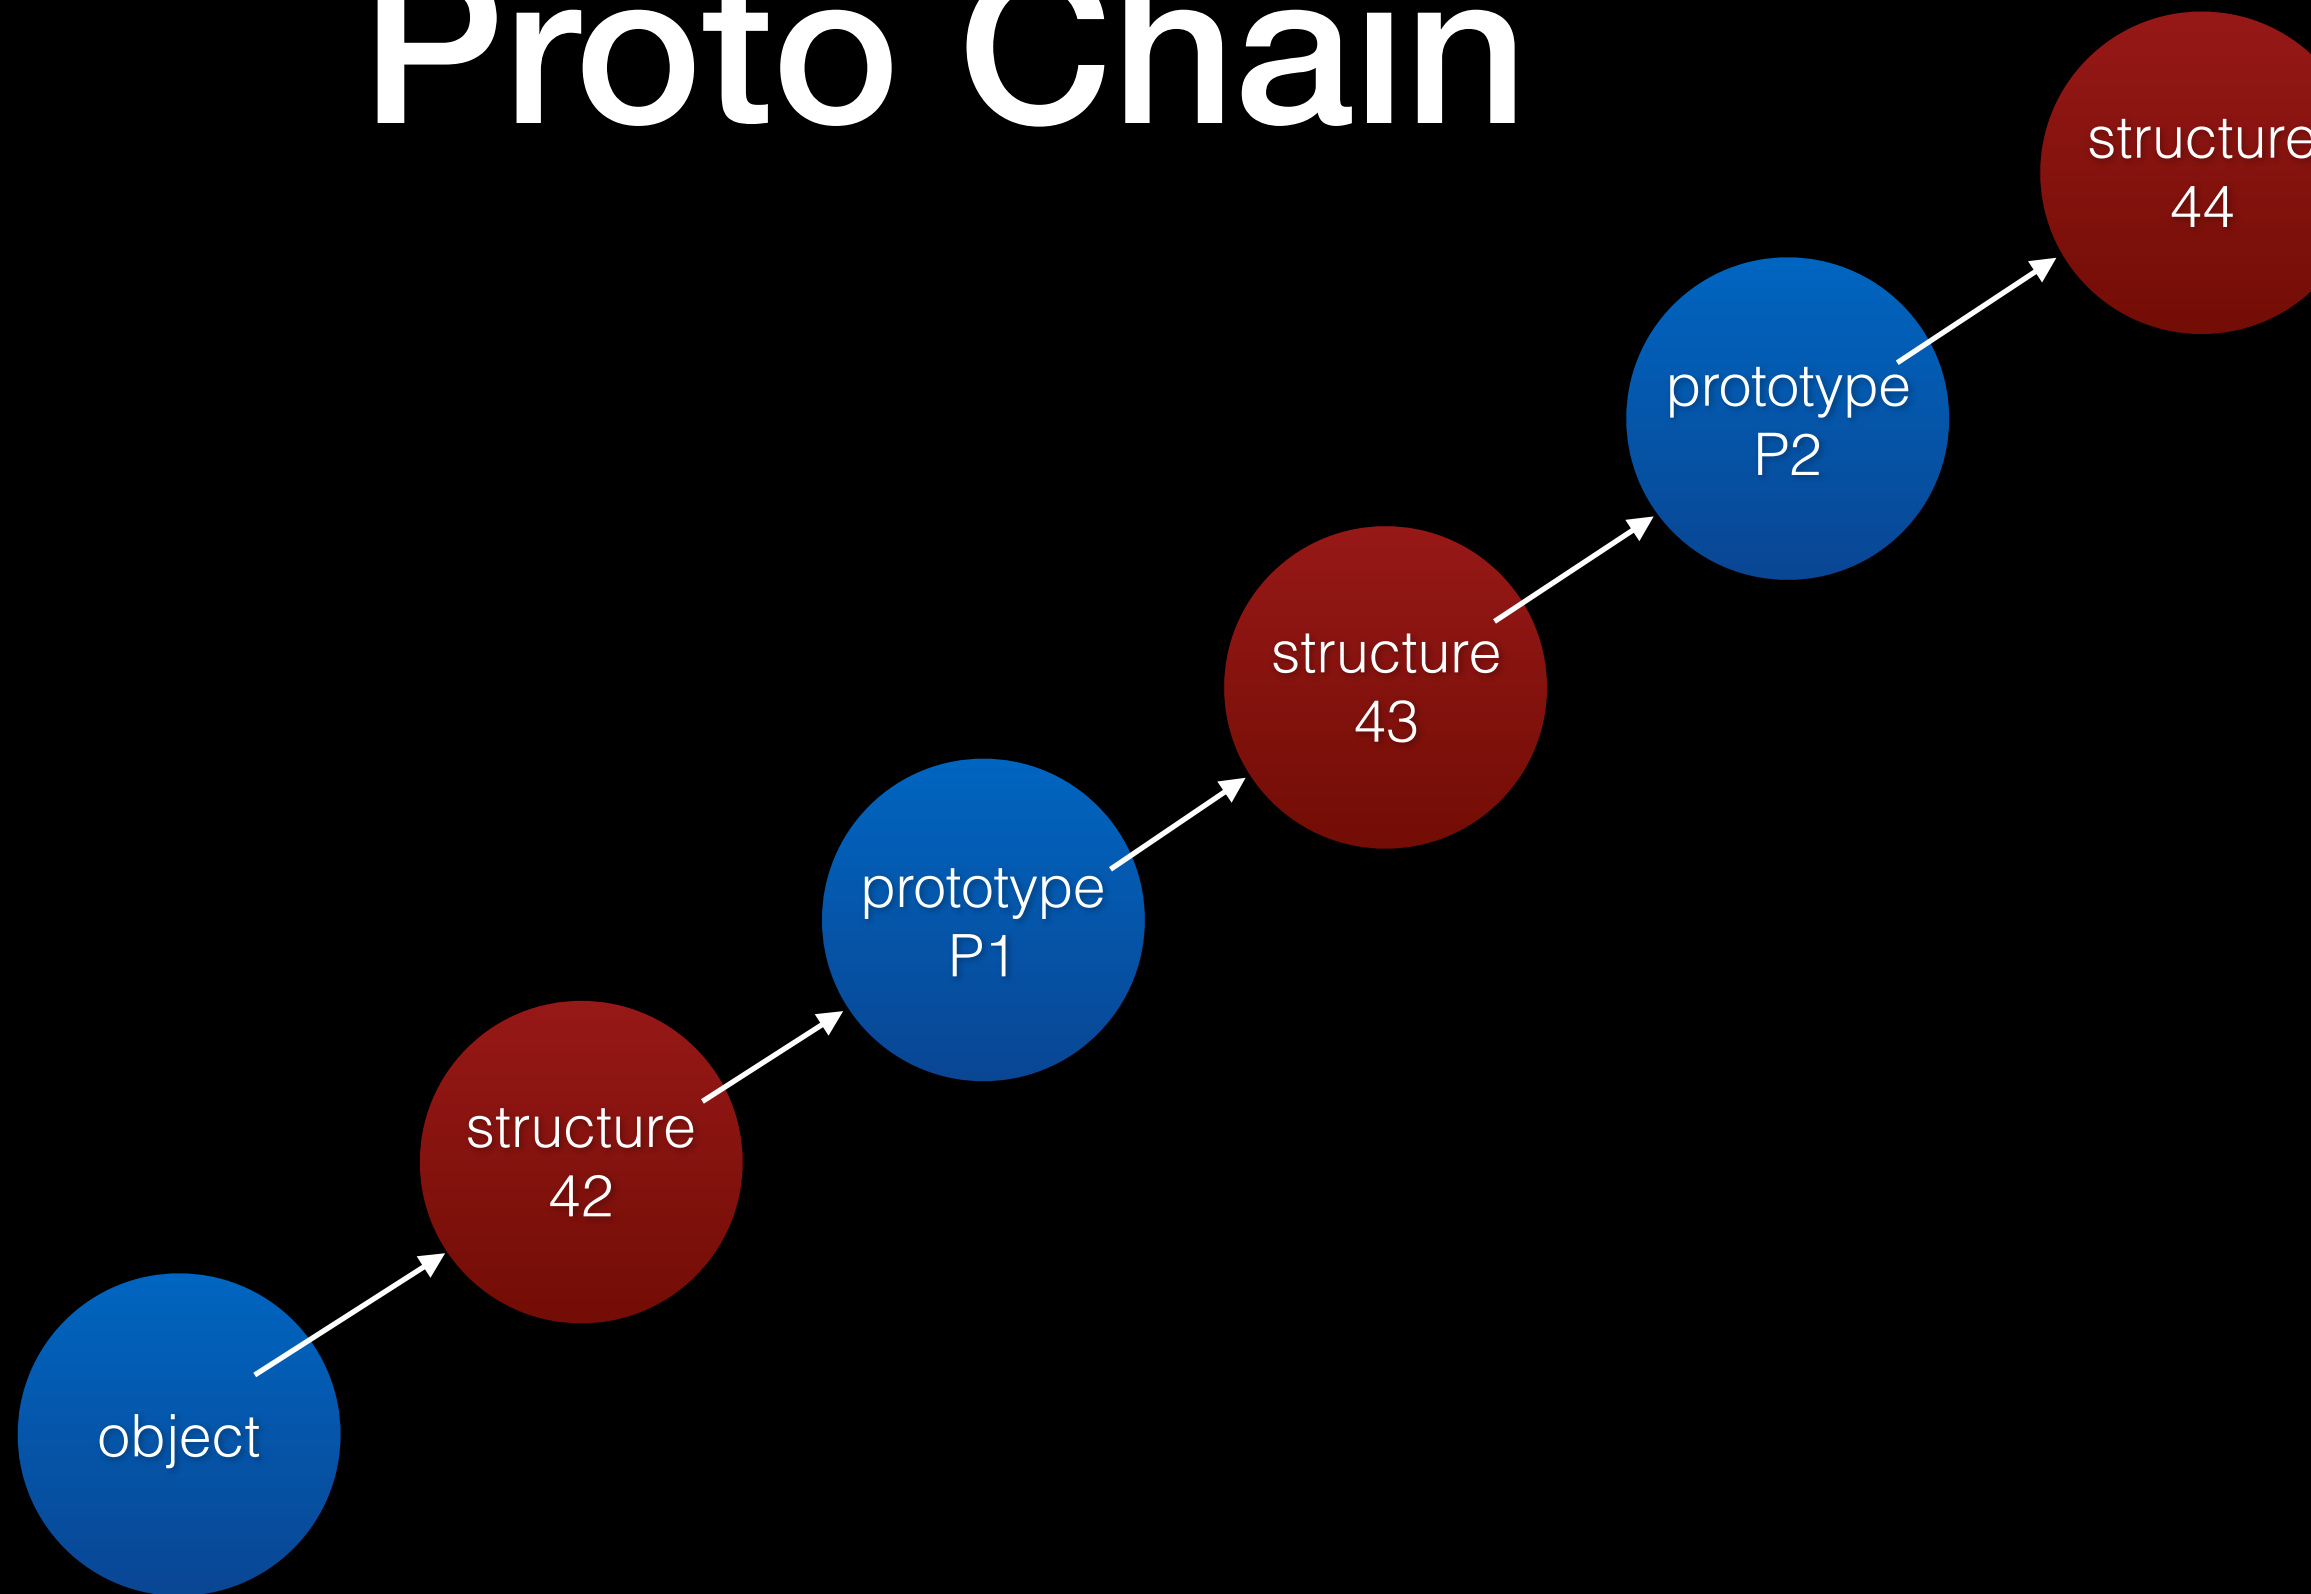 Proto Chain
structure
44
prototype
P2
structure
43
prototype
P1
structure
42
object